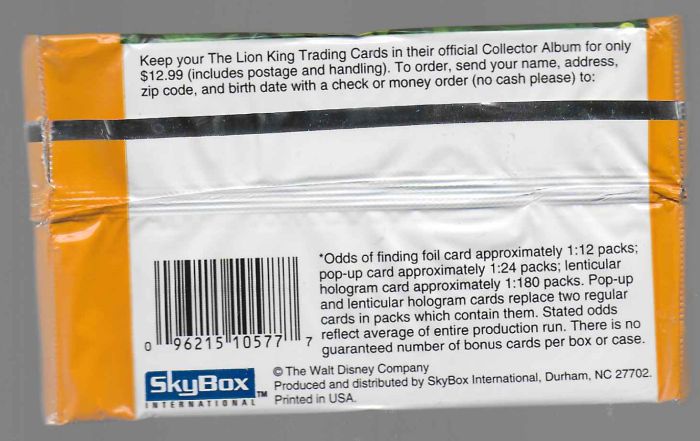 Keep your The Lion King Trading Cards in their official Collector Album for only
$12.99 (includes postage and handling). To order, send your name, address,
zip code, and birth date with a check or money order (no cash please) to:
*Odds of finding foil card approximately 1:12 packs;
pop-up card approximately 1:24 packs; lenticular
hologram card approximately 1:180 packs. Pop-up
and lenticular hologram cards replace two regular
cards in packs which contain them. Stated odds
reflect average of entire production run. There is no
guaranteed number of bonus cards per box or case.
0 96215 10577 7
SkyBox™
INTERNATIONAL
© The Walt Disney Company
Produced and distributed by SkyBox International, Durham, NC 27702.
Printed in USA.